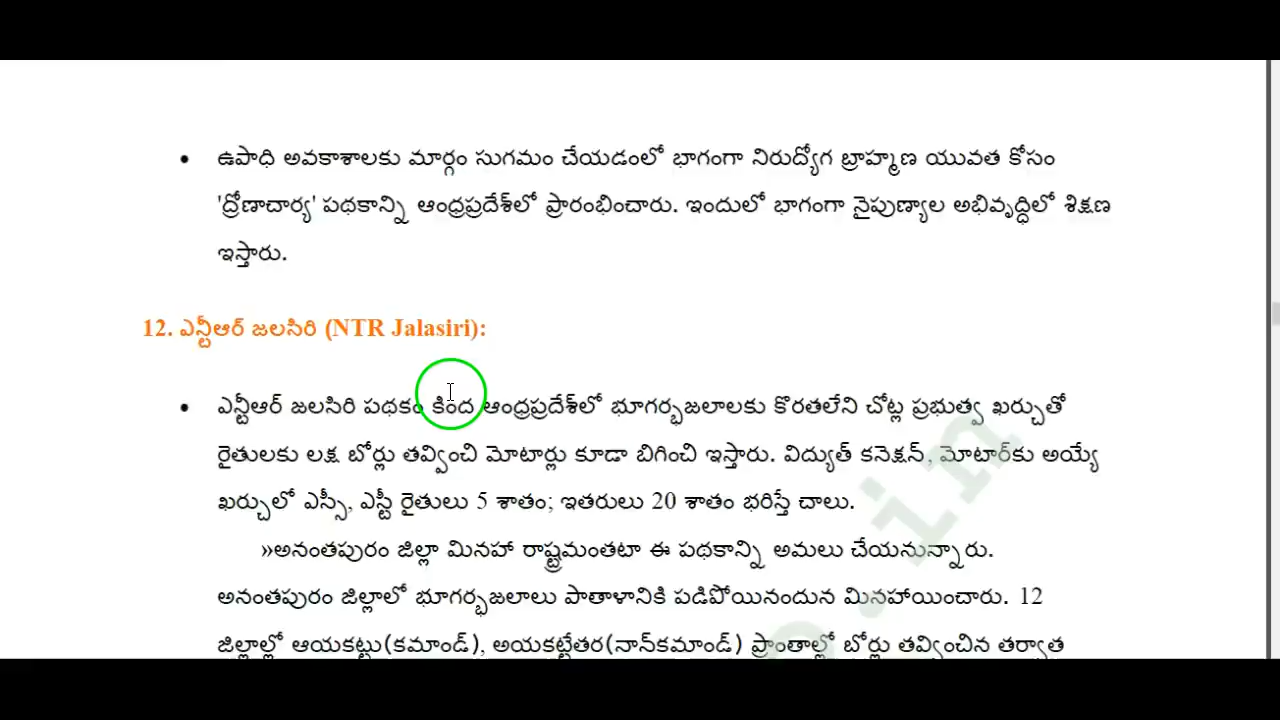 • ఉపాధి అవకాశాలకు మార్గం సుగమం చేయడంలో భాగంగా నిరుద్యోగ బ్రాహ్మణ యువత కోసం
'ద్రోణాచార్య' పథకాన్ని ఆంధ్రప్రదేశ్‌లో ప్రారంభించారు. ఇందులో భాగంగా నైపుణ్యాల అభివృద్ధిలో శిక్షణ
ఇస్తారు.
12. ఎన్టీఆర్ జలసిరి (NTR Jalasiri):
• ఎన్టీఆర్ జలసిరి పథకం కింద ఆంధ్రప్రదేశ్‌లో భూగర్భజలాలకు కొరతలేని చోట్ల ప్రభుత్వ ఖర్చుతో
రైతులకు లక్ష బోర్లు తవ్వించి మోటార్లు కూడా బిగించి ఇస్తారు. విద్యుత్ కనెక్షన్, మోటార్‌కు అయ్యే
ఖర్చులో ఎస్సీ, ఎస్టీ రైతులు 5 శాతం; ఇతరులు 20 శాతం భరిస్తే చాలు.
»అనంతపురం జిల్లా మినహా రాష్ట్రమంతటా ఈ పథకాన్ని అమలు చేయనున్నారు.
అనంతపురం జిల్లాలో భూగర్భజలాలు పాతాళానికి పడిపోయినందున మినహాయించారు. 12
జిల్లాల్లో ఆయకట్టు(కమాండ్), అయకట్టేతర(నాన్‌కమాండ్) ప్రాంతాల్లో బోర్లు తవ్వించిన తర్వాత